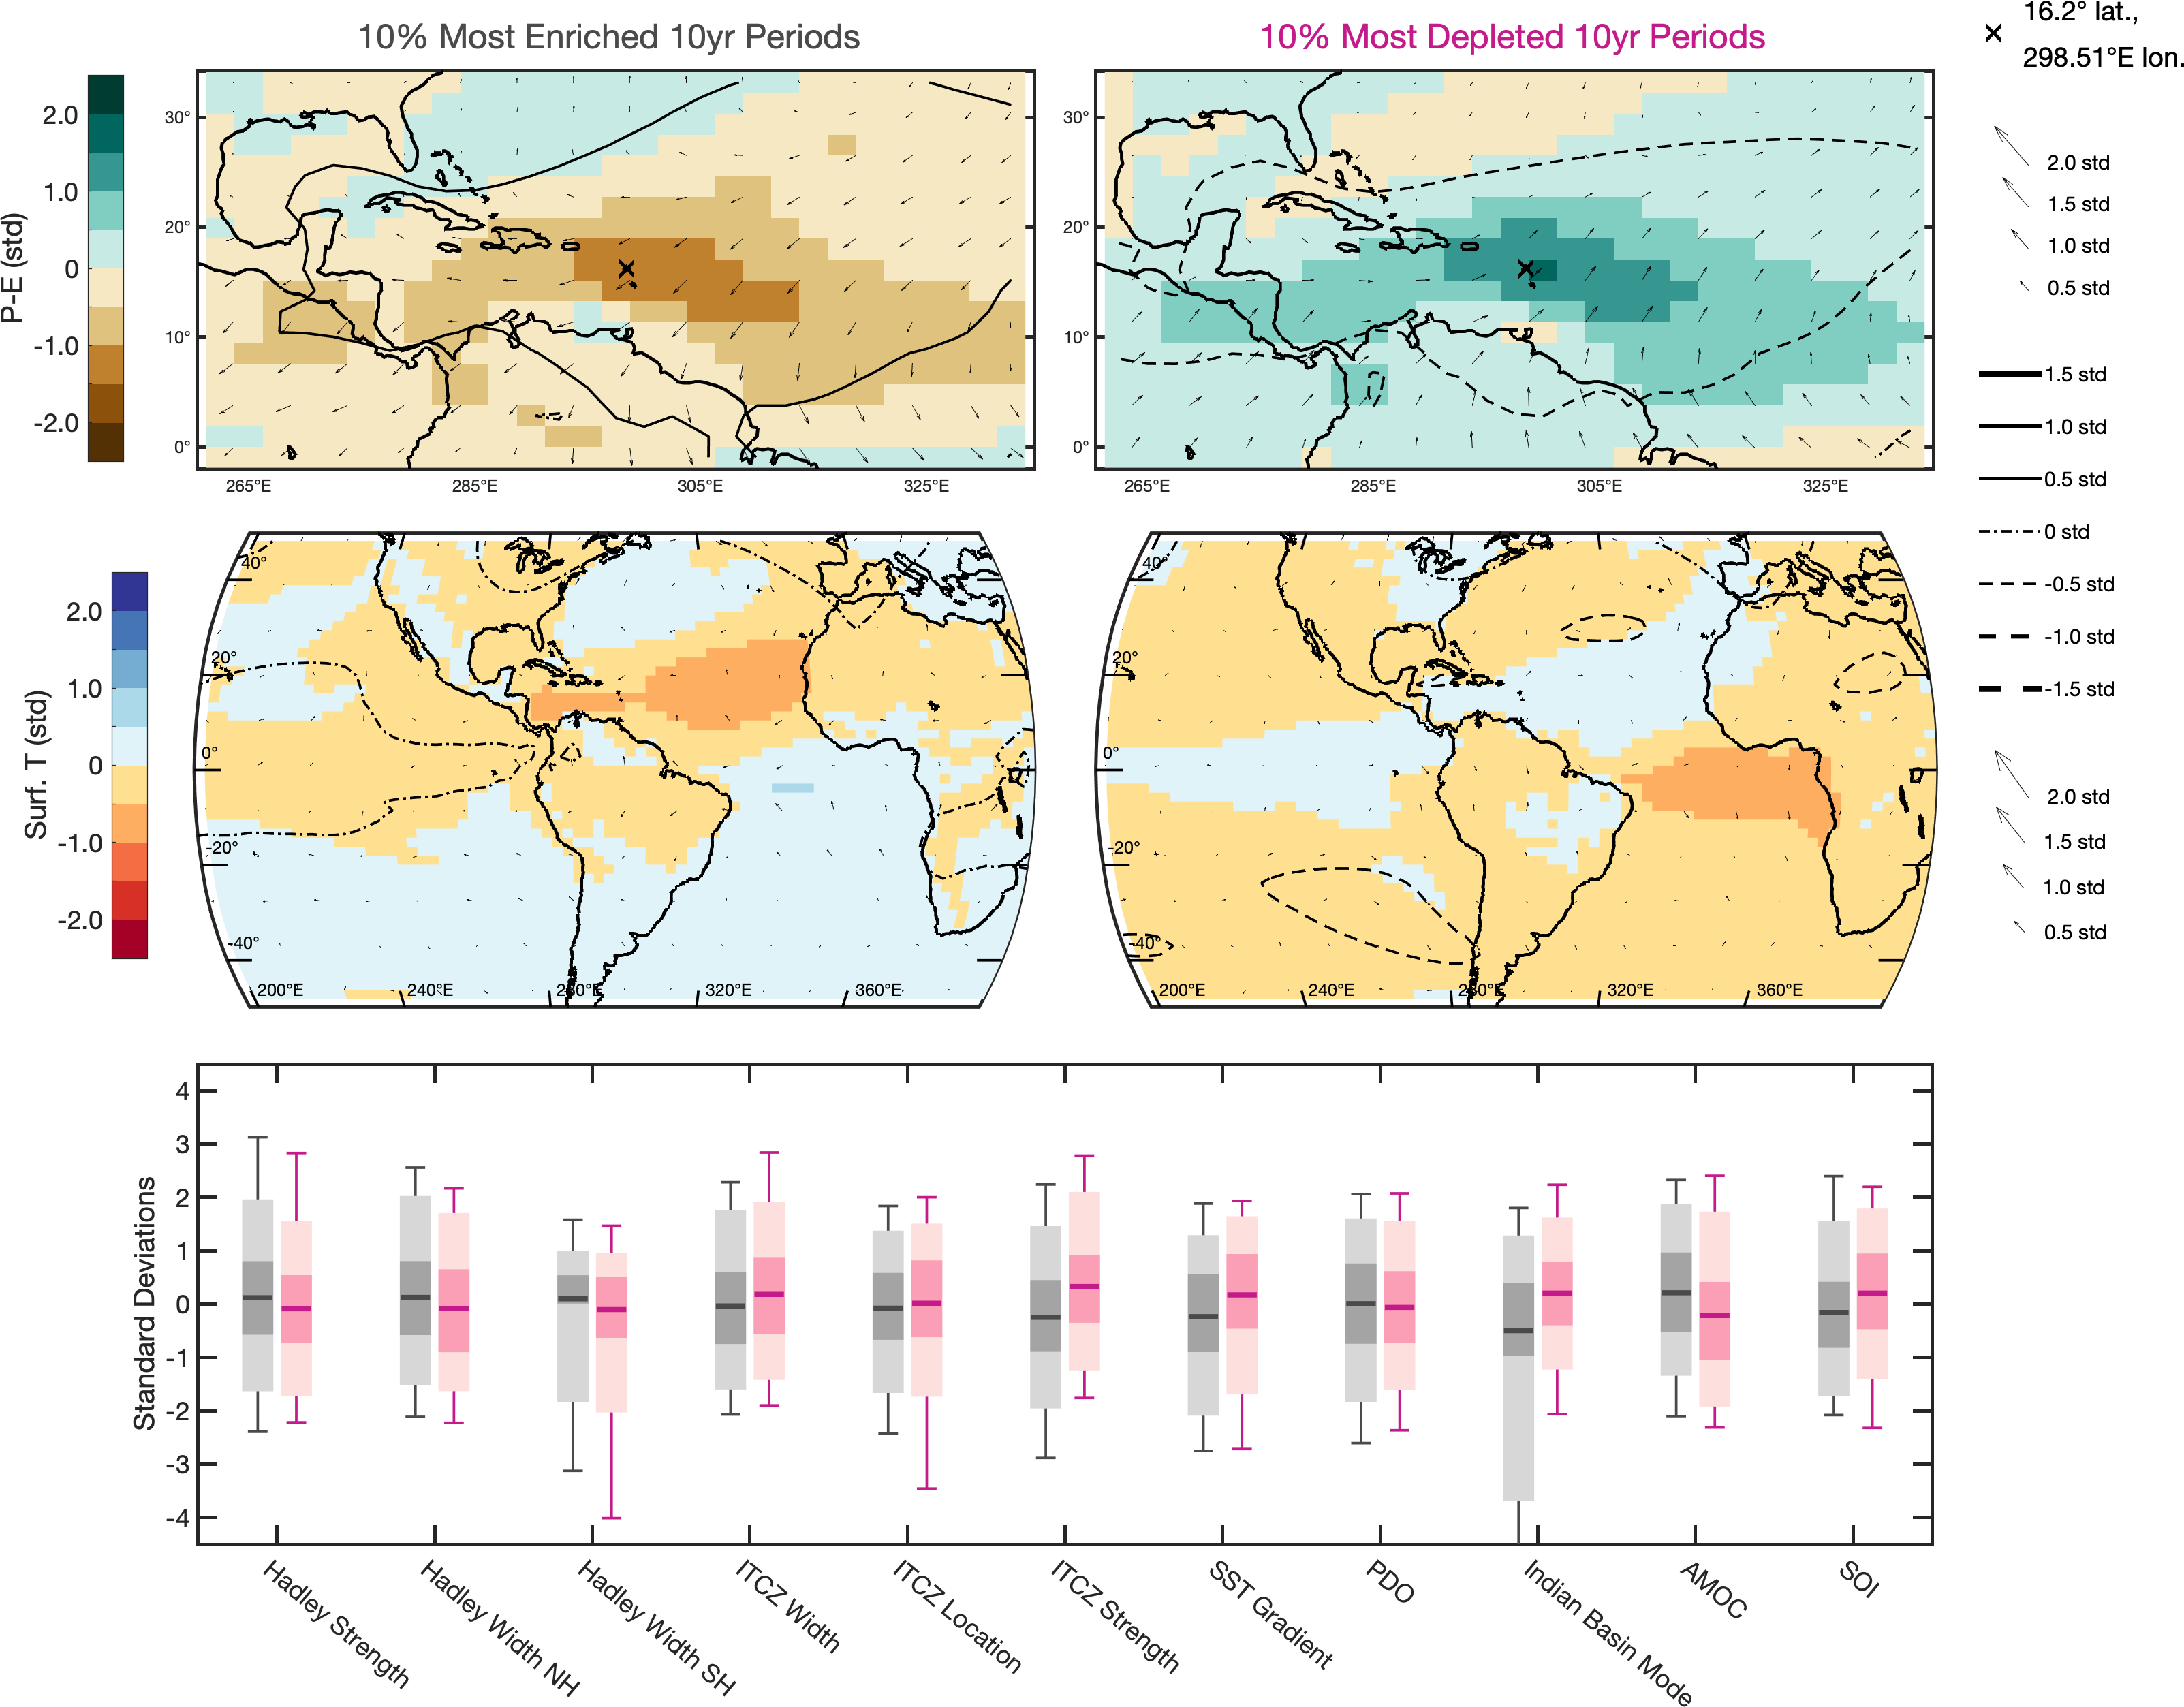 10% Most Enriched 10yr Periods
10% Most Depleted 10yr Periods
16.2° lat.,
298.51°E lon.
P-E (std)
2.0
1.0
0
-1.0
-2.0
30°
20°
10°
0°
265°E
285°E
305°E
325°E
30°
20°
10°
0°
265°E
285°E
305°E
325°E
2.0 std
1.5 std
1.0 std
0.5 std
1.5 std
1.0 std
0.5 std
0 std
-0.5 std
-1.0 std
-1.5 std
Surf. T (std)
2.0
1.0
0
-1.0
-2.0
40°
20°
0°
-20°
-40°
200°E
240°E
280°E
320°E
360°E
40°
20°
0°
-20°
-40°
200°E
240°E
280°E
320°E
360°E
2.0 std
1.5 std
1.0 std
0.5 std
Standard Deviations
4
3
2
1
0
-1
-2
-3
-4
Hadley Strength
Hadley Width NH
Hadley Width SH
ITCZ Width
ITCZ Location
ITCZ Strength
SST Gradient
PDO
Indian Basin Mode
AMOC
SOI